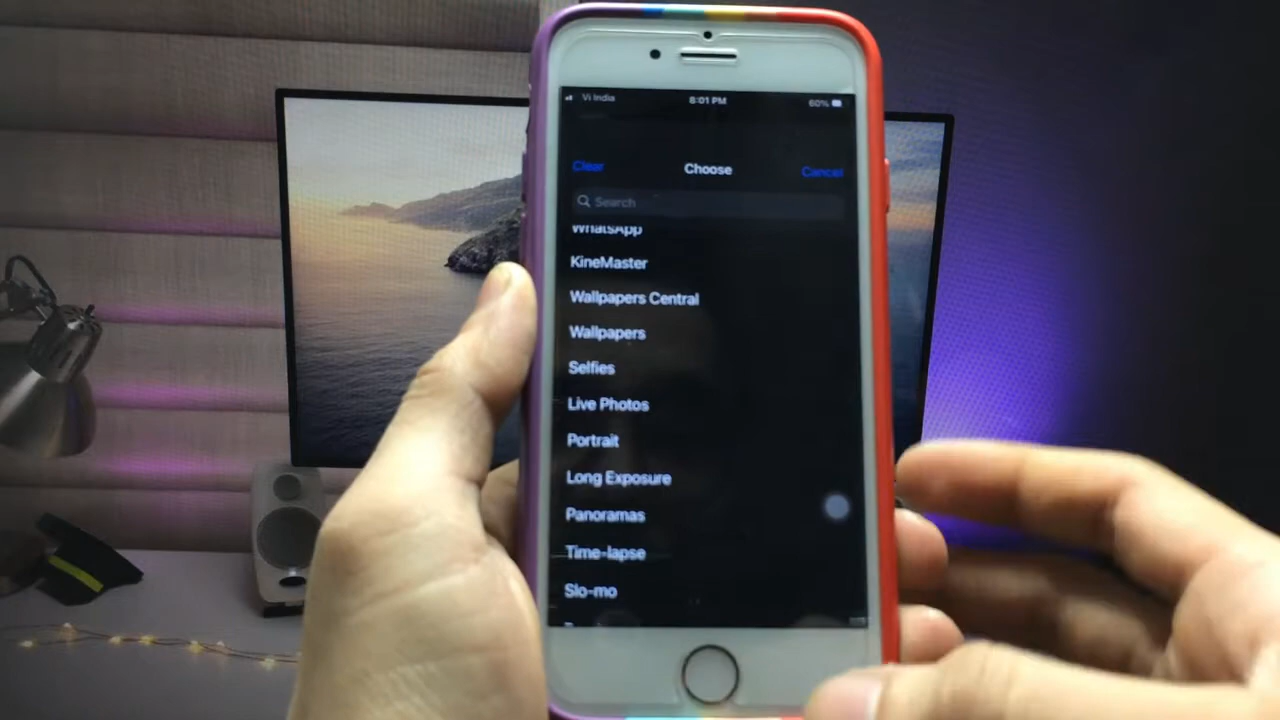 Vi India
8:01 PM
60%
Clear
Choose
Cancel
Search
WhatsApp
KineMaster
Wallpapers Central
Wallpapers
Selfies
Live Photos
Portrait
Long Exposure
Panoramas
Time-lapse
Slo-mo